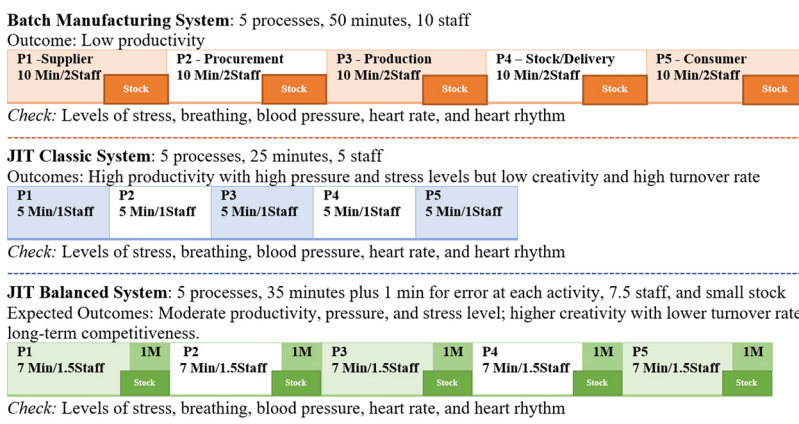 Batch Manufacturing System: 5 processes, 50 minutes, 10 staff
Outcome: Low productivity
P1 -Supplier
10 Min/2Staff
Stock
P2 - Procurement
10 Min/2Staff
Stock
P3 - Production
10 Min/2Staff
Stock
P4 – Stock/Delivery
10 Min/2Staff
Stock
P5 - Consumer
10 Min/2Staff
Stock
Check: Levels of stress, breathing, blood pressure, heart rate, and heart rhythm
JIT Classic System: 5 processes, 25 minutes, 5 staff
Outcomes: High productivity with high pressure and stress levels but low creativity and high turnover rate
P1
5 Min/1Staff
P2
5 Min/1Staff
P3
5 Min/1Staff
P4
5 Min/1Staff
P5
5 Min/1Staff
Check: Levels of stress, breathing, blood pressure, heart rate, and heart rhythm
JIT Balanced System: 5 processes, 35 minutes plus 1 min for error at each activity, 7.5 staff, and small stock
Expected Outcomes: Moderate productivity, pressure, and stress level; higher creativity with lower turnover rate
long-term competitiveness.
P1
7 Min/1.5Staff
1M
Stock
P2
7 Min/1.5Staff
1M
Stock
P3
7 Min/1.5Staff
1M
Stock
P4
7 Min/1.5Staff
1M
Stock
P5
7 Min/1.5Staff
1M
Stock
Check: Levels of stress, breathing, blood pressure, heart rate, and heart rhythm